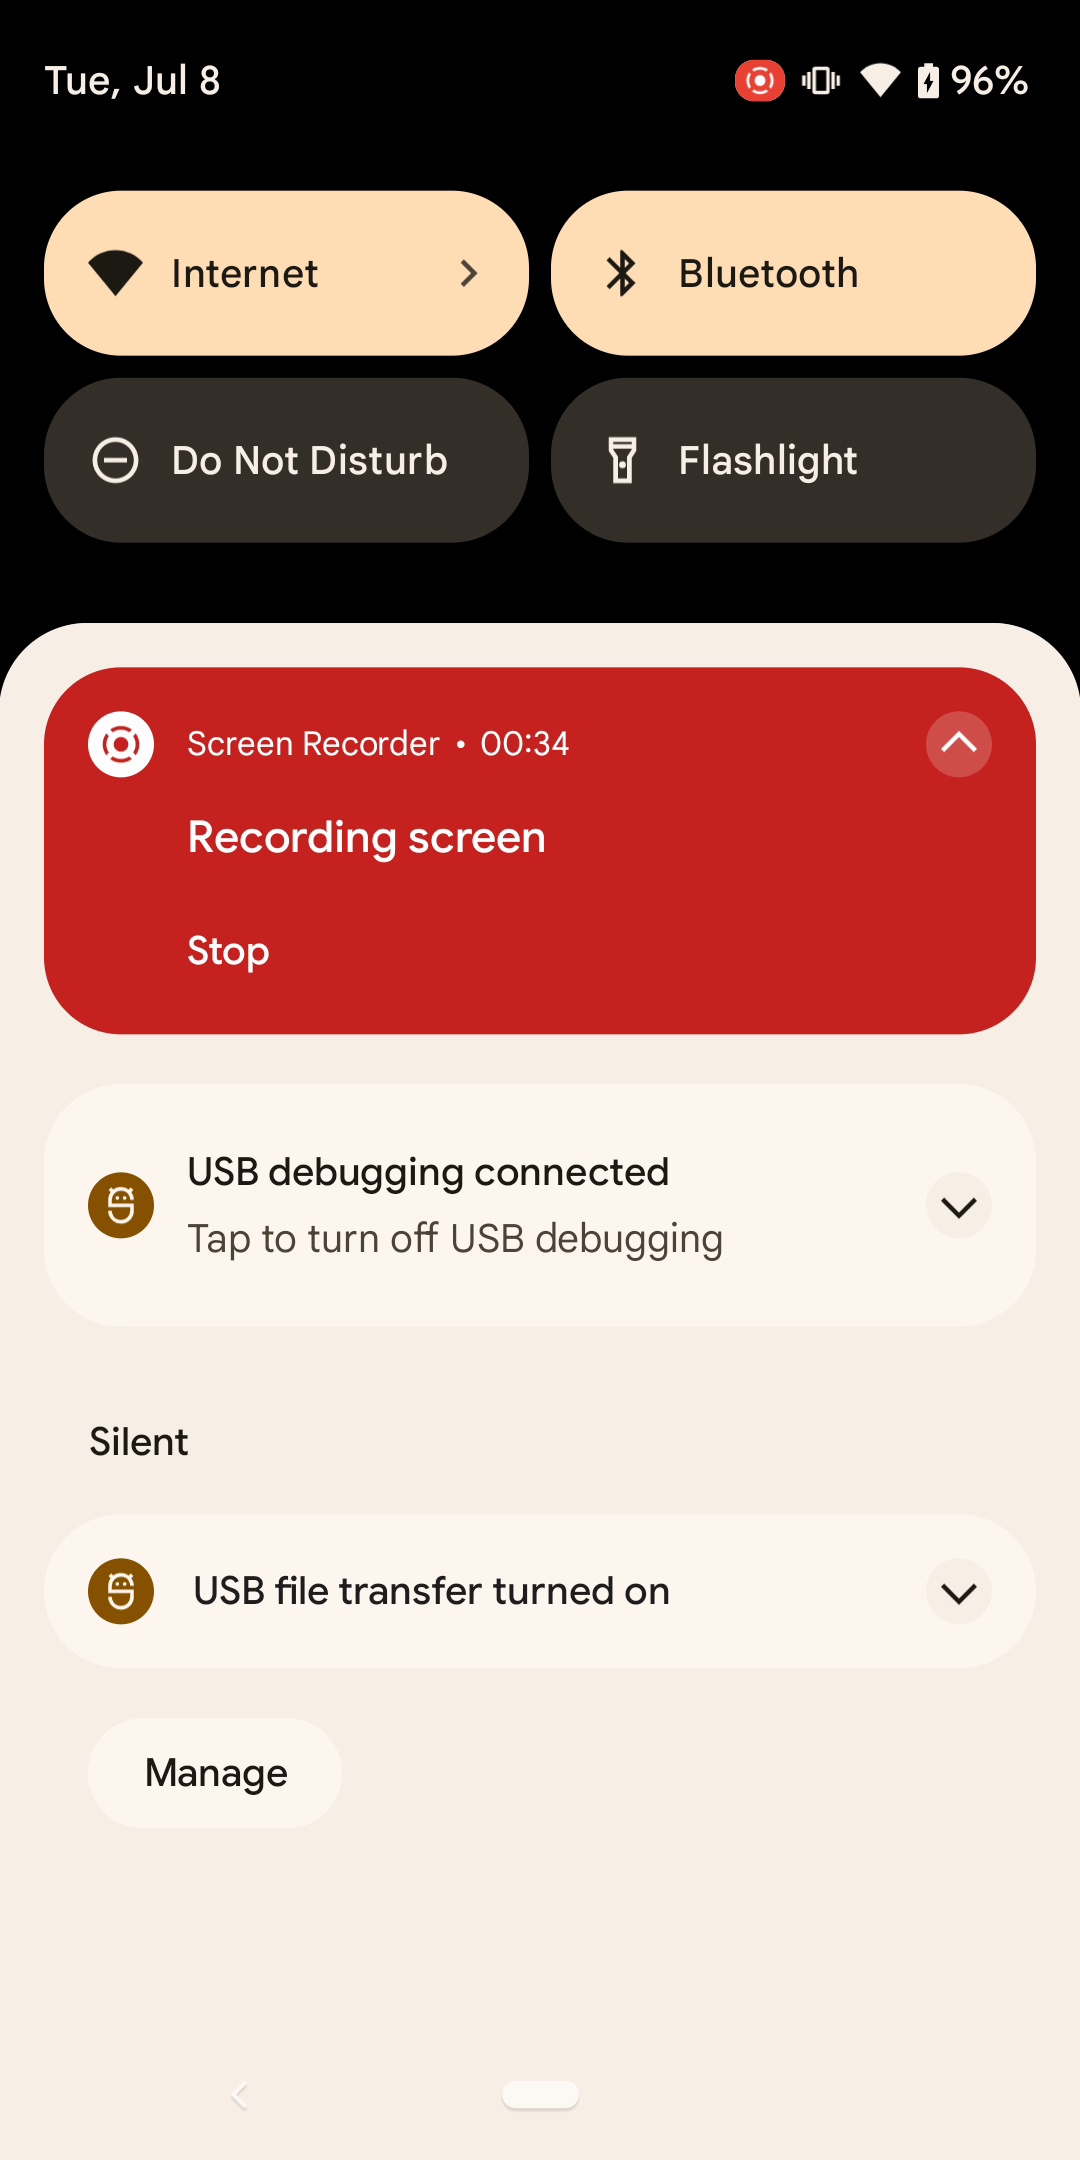 Tue, Jul 8 96%
Internet
Bluetooth
Do Not Disturb
Flashlight
Screen Recorder • 00:34
Recording screen
Stop
USB debugging connected
Tap to turn off USB debugging
Silent
USB file transfer turned on
Manage